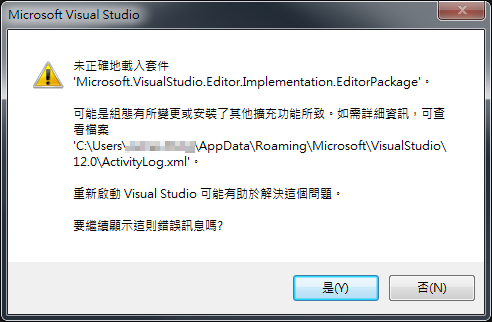 Microsoft Visual Studio
未正確地載入套件
'Microsoft.VisualStudio.Editor.Implementation.EditorPackage'。
可能是組態有所變更或安裝了其他擴充功能所致。如需詳細資訊，可查
看檔案
'C:\Users\ \AppData\Roaming\Microsoft\VisualStudio\
12.0\ActivityLog.xml'。
重新啟動 Visual Studio 可能有助於解決這個問題。
要繼續顯示這則錯誤訊息嗎?
是(Y) 否(N)